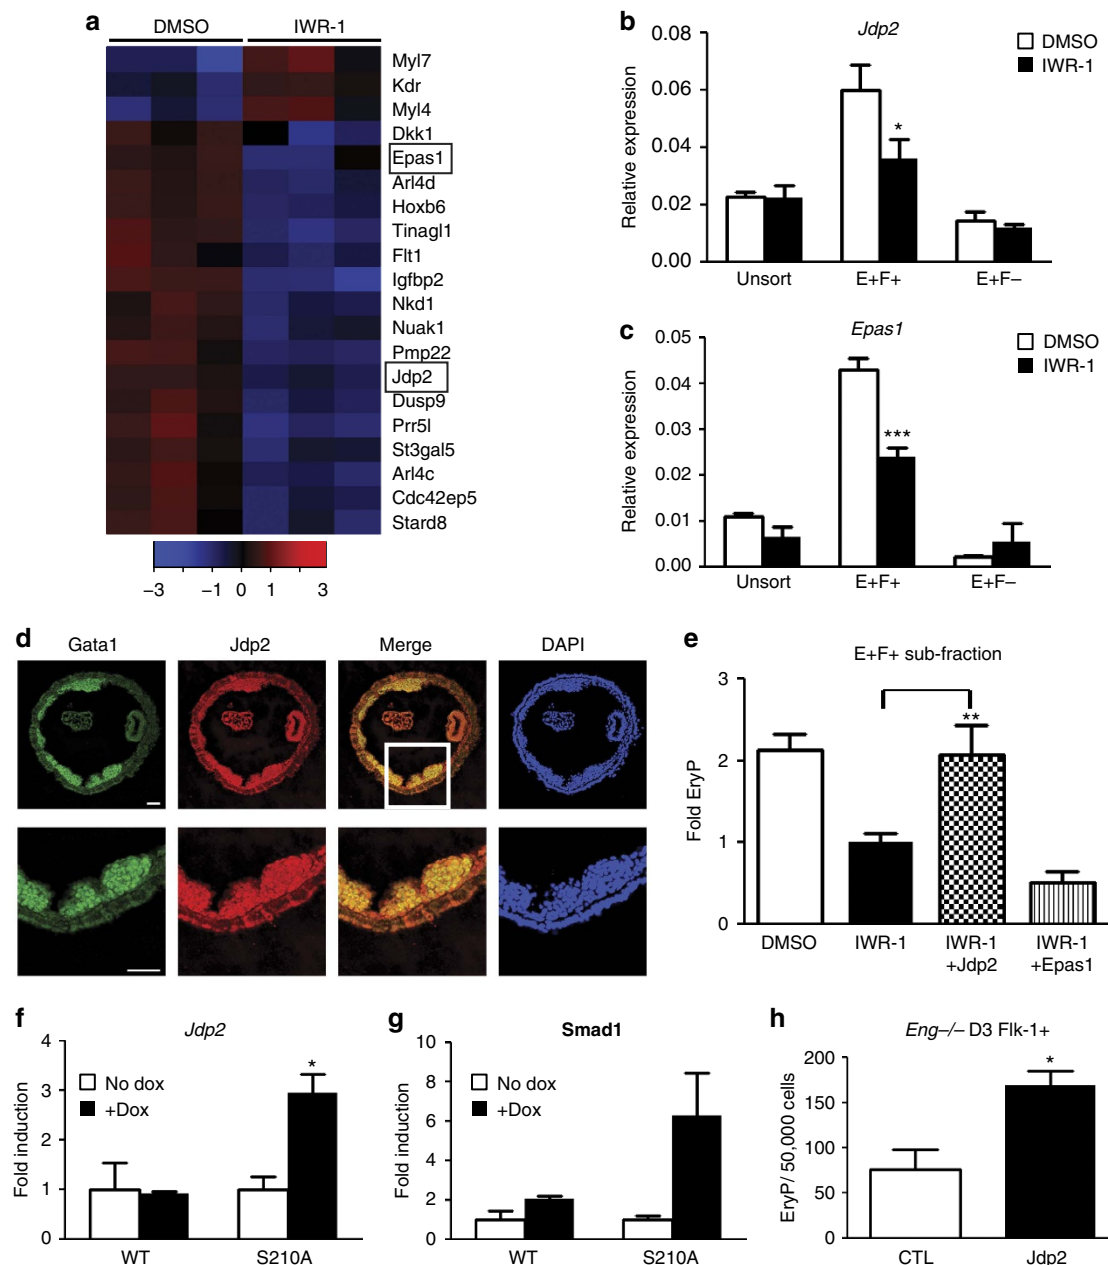 a
DMSO IWR-1
Myl7
Kdr
Myl4
Dkk1
Epas1
Arl4d
Hoxb6
Tinagl1
Flt1
Igfbp2
Nkd1
Nuak1
Pmp22
Jdp2
Dusp9
Prr5l
St3gal5
Arl4c
Cdc42ep5
Stard8
−3 −1 0 1 3
b
Jdp2
DMSO
IWR-1
Relative expression
0.08
0.06
0.04
0.02
0.00
*
Unsort E+F+ E+F−
c
Epas1
DMSO
IWR-1
Relative expression
0.05
0.04
0.03
0.02
0.01
0.00
***
Unsort E+F+ E+F−
d
Gata1 Jdp2 Merge DAPI
e
E+F+ sub-fraction
Fold EryP
3
2
1
0
**
DMSO IWR-1 IWR-1 IWR-1
+Jdp2 +Epas1
f
Jdp2
No dox
+Dox
Fold induction
4
3
2
1
0
*
WT S210A
g
Smad1
No dox
+Dox
Fold induction
10
8
6
4
2
0
WT S210A
h
Eng−/− D3 Flk-1+
EryP/ 50,000 cells
200
150
100
50
0
*
CTL Jdp2